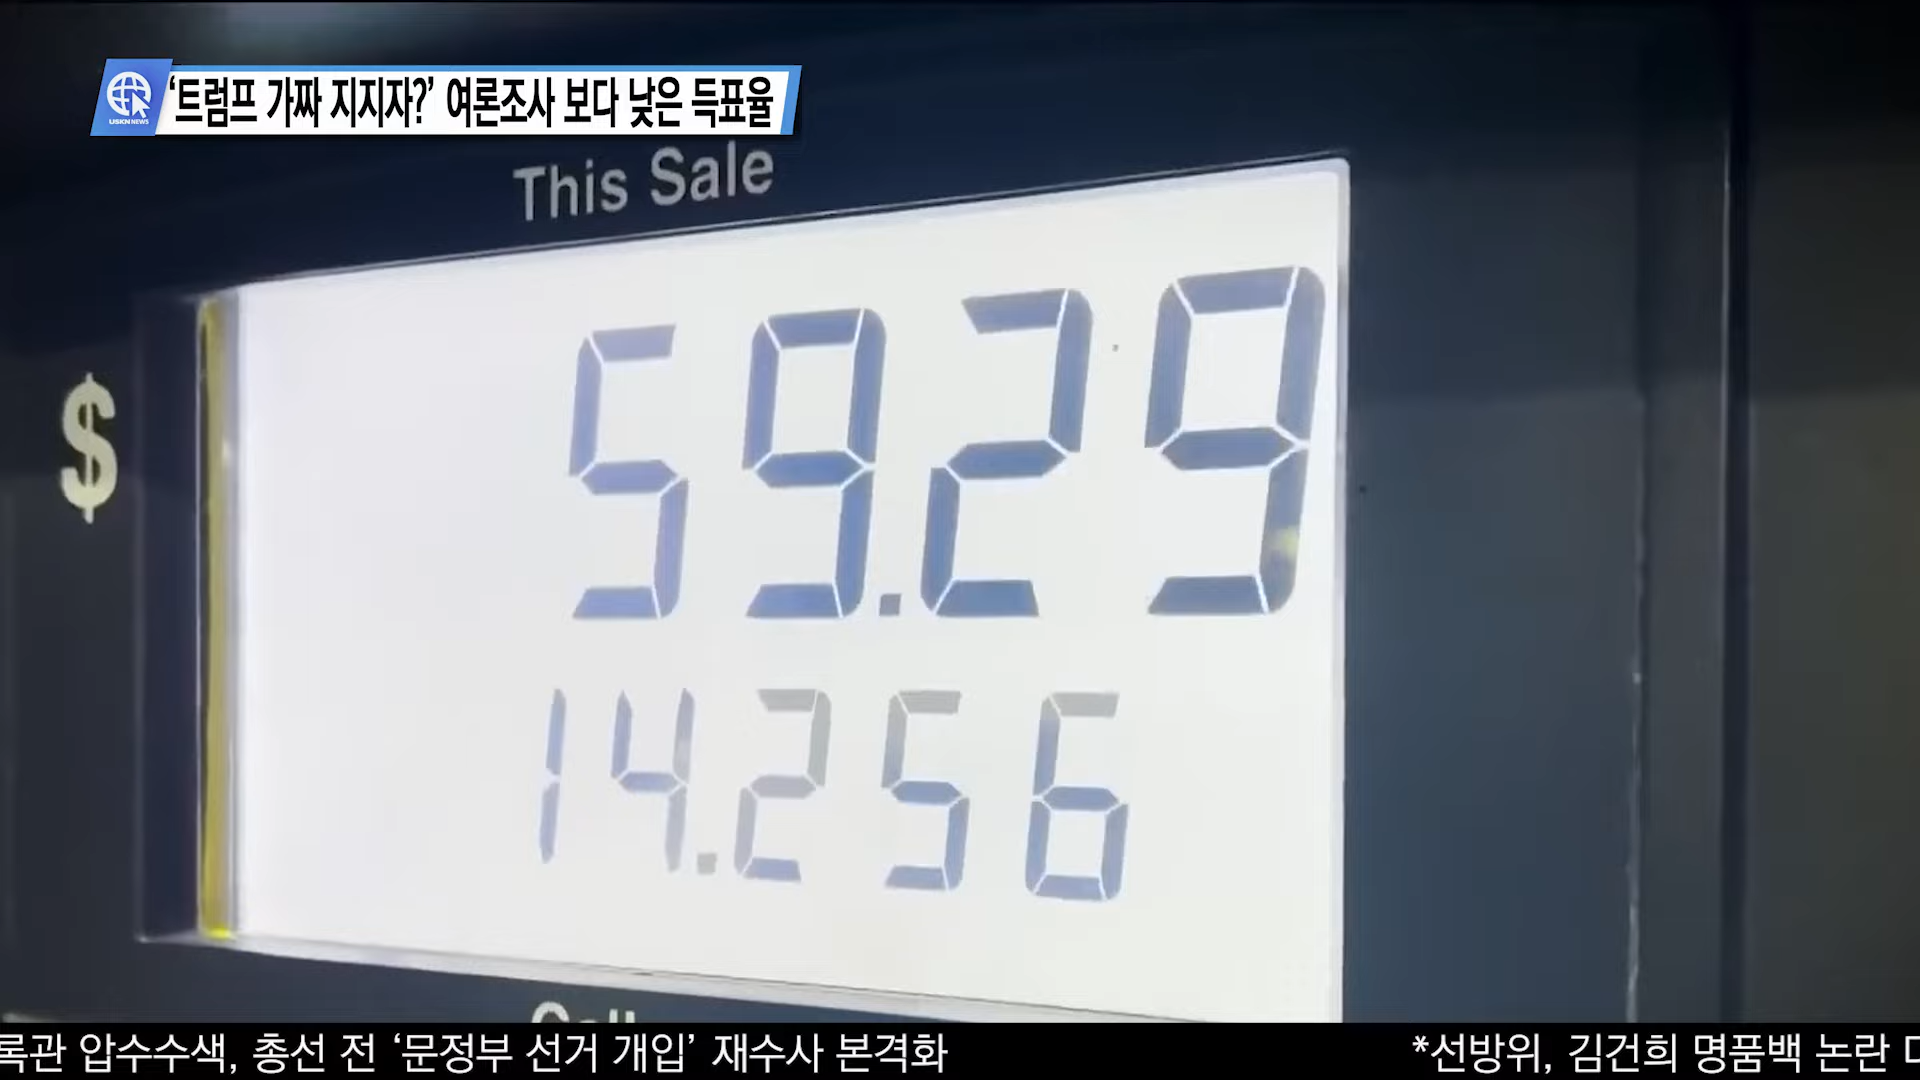 ‘트럼프 가짜 지지자?’ 여론조사 보다 낮은 득표율
USKN NEWS
This Sale
$
59.29
14.256
록관 압수수색, 총선 전 ‘문정부 선거 개입’ 재수사 본격화
*선방위, 김건희 명품백 논란